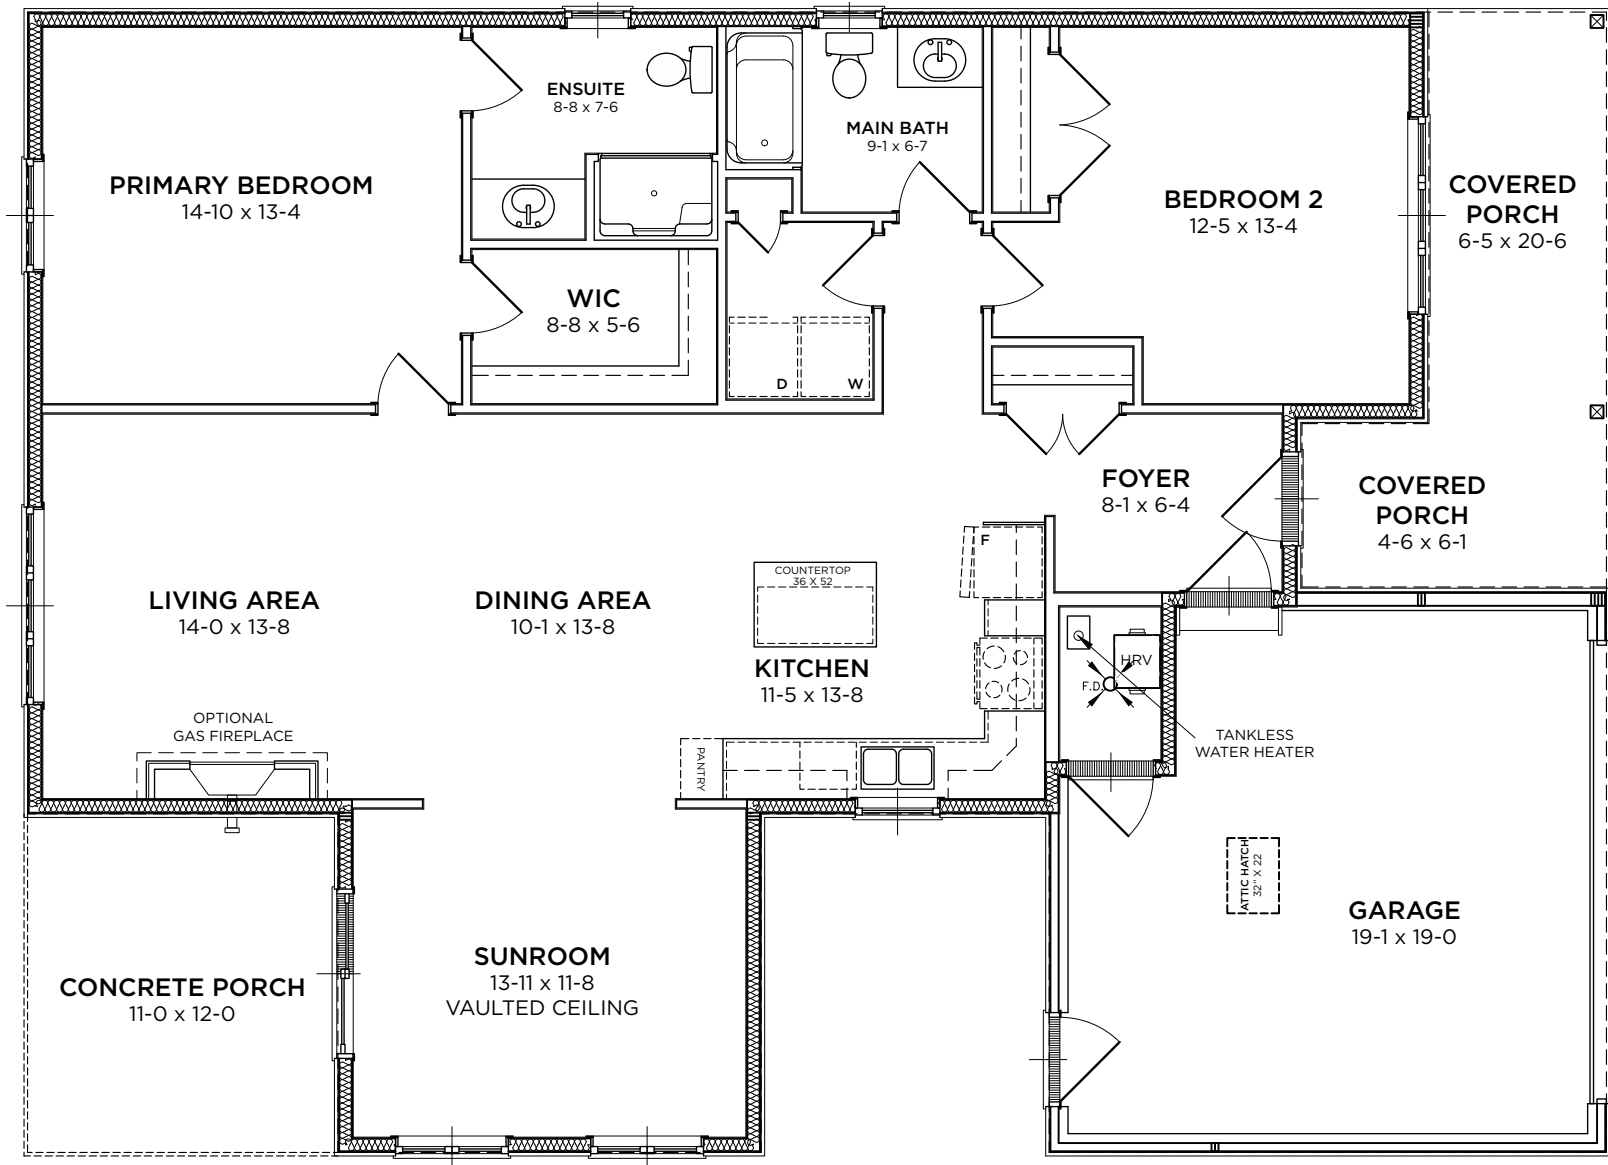 ENSUITE
8-8 x 7-6
MAIN BATH
9-1 x 6-7
PRIMARY BEDROOM
14-10 x 13-4
BEDROOM 2
12-5 x 13-4
COVERED
PORCH
6-5 x 20-6
WIC
8-8 x 5-6
D
W
FOYER
8-1 x 6-4
COVERED
PORCH
4-6 x 6-1
F
COUNTERTOP
36 X 52
LIVING AREA
14-0 x 13-8
DINING AREA
10-1 x 13-8
KITCHEN
11-5 x 13-8
HRV
F.D.
OPTIONAL
GAS FIREPLACE
PANTRY
TANKLESS
WATER HEATER
ATTIC HATCH
32" X 22
GARAGE
19-1 x 19-0
SUNROOM
13-11 x 11-8
VAULTED CEILING
CONCRETE PORCH
11-0 x 12-0